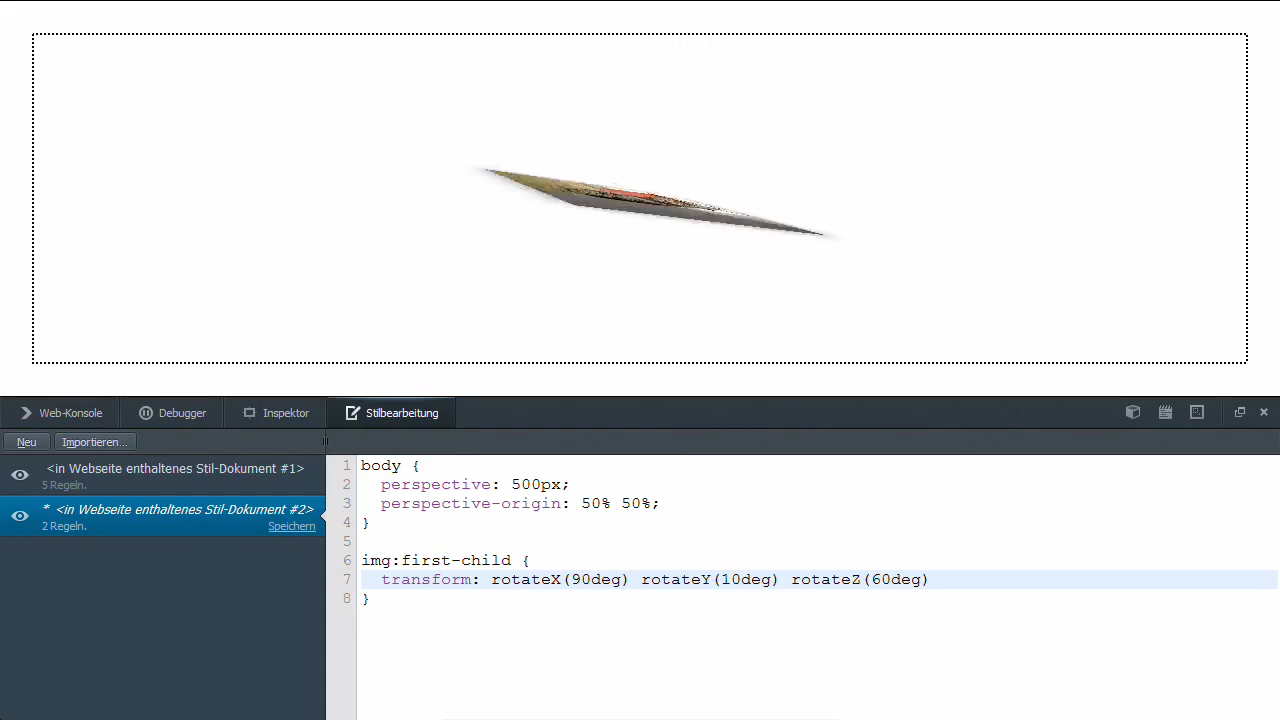 Web-Konsole Debugger Inspektor Stilbearbeitung
Neu Importieren...
<in Webseite enthaltenes Stil-Dokument #1>
5 Regeln.
* <in Webseite enthaltenes Stil-Dokument #2>
2 Regeln. Speichern
1 body {
2 perspective: 500px;
3 perspective-origin: 50% 50%;
4 }
5
6 img:first-child {
7 transform: rotateX(90deg) rotateY(10deg) rotateZ(60deg)
8 }